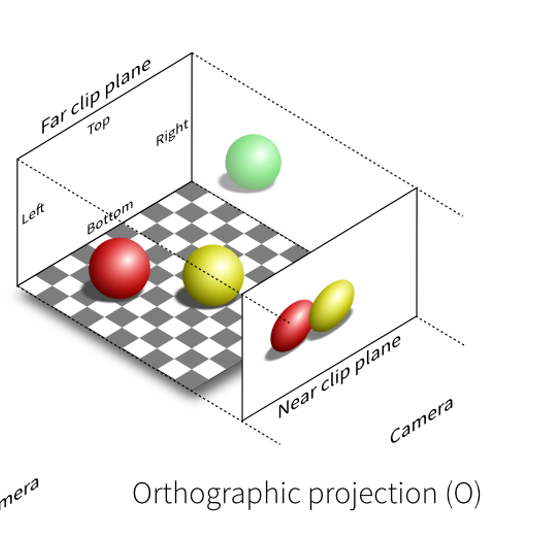 Far clip plane
Top
Right
Left
Bottom
Near clip plane
Camera
mera
Orthographic projection (O)